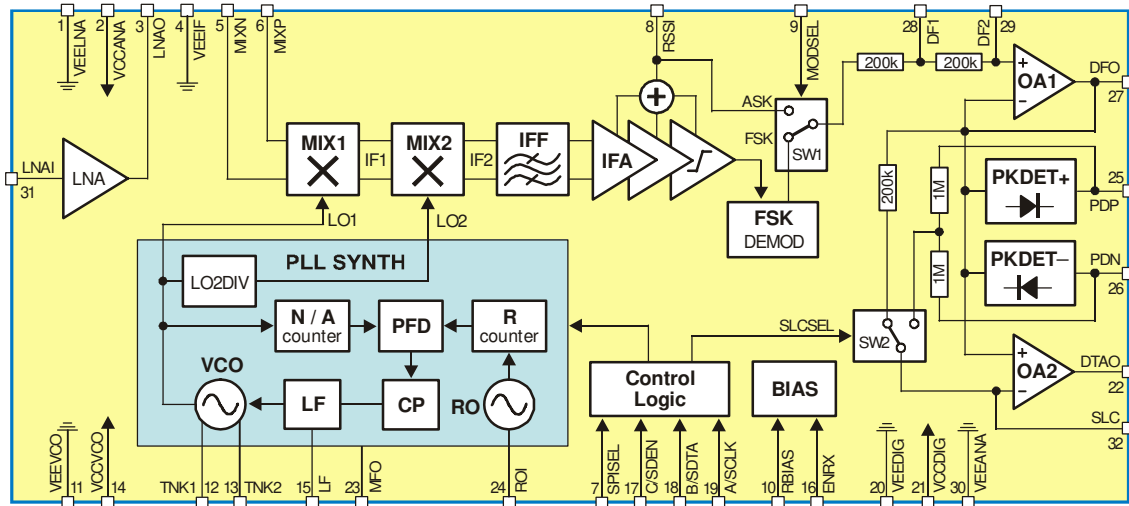 1 VEELNA
2 VCCANA
3 LNAO
4 VEEIF
5 MIXN
6 MIXP
8 RSSI
9 MODSEL
28 DF1
29 DF2
200k
200k
+
OA1
−
DFO
27
ASK
FSK
SW1
MIX1
IF1
MIX2
IF2
IFF
IFA
+
LNAI
31
LNA
LO1
LO2
FSK
DEMOD
200k
1M
1M
PKDET+
25
PDP
PKDET−
PDN
26
PLL SYNTH
LO2DIV
N / A
counter
PFD
R
counter
VCO
LF
CP
RO
SLCSEL
SW2
Control
Logic
BIAS
+
OA2
−
DTAO
22
SLC
32
VEEVCO
11
VCCVCO
14
TNK1 12
13 TNK2
15 LF
23 MFO
24 ROI
7 SPISEL
17 C/SDEN
18 B/SDTA
19 A/SCLK
10 RBIAS
16 ENRX
20 VEEDIG
21 VCCDIG
30 VEEANA